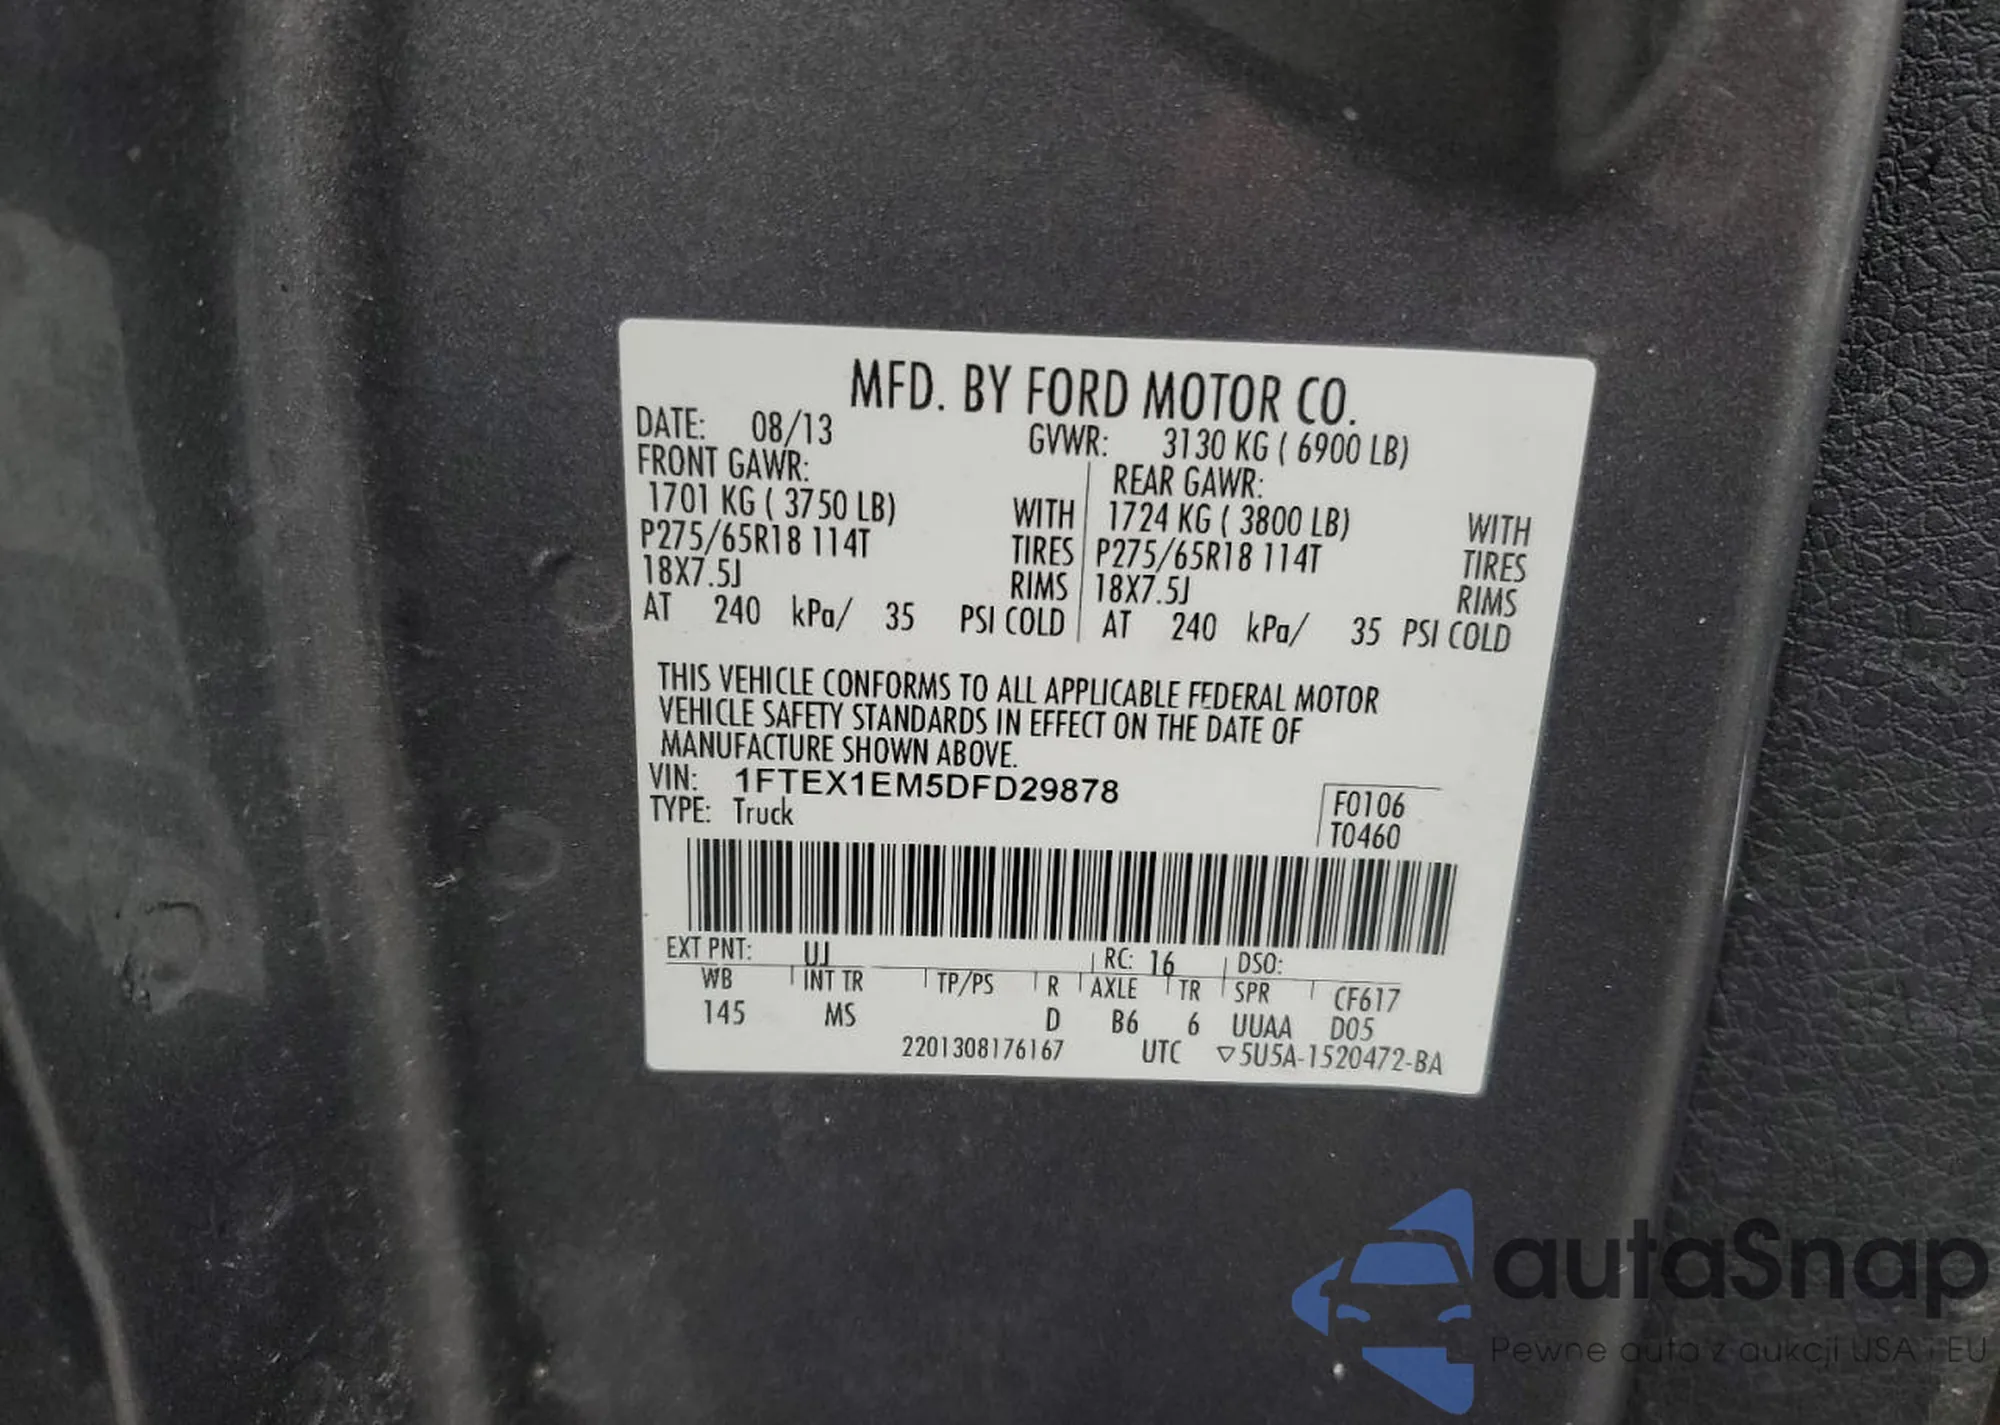 MFD. BY FORD MOTOR CO.
DATE: 08/13 GVWR: 3130 KG ( 6900 LB)
FRONT GAWR: REAR GAWR:
1701 KG ( 3750 LB) WITH 1724 KG ( 3800 LB) WITH
P275/65R18 114T TIRES P275/65R18 114T TIRES
18X7.5J RIMS 18X7.5J RIMS
AT 240 kPa/ 35 PSI COLD AT 240 kPa/ 35 PSI COLD
THIS VEHICLE CONFORMS TO ALL APPLICABLE FEDERAL MOTOR
VEHICLE SAFETY STANDARDS IN EFFECT ON THE DATE OF
MANUFACTURE SHOWN ABOVE.
VIN: 1FTEX1EM5DFD29878
TYPE: Truck
F0106
T0460
EXT PNT: UJ RC: 16 DSO:
WB INT TR TP/PS R AXLE TR SPR CF617
145 MS D B6 6 UUAA D05
2201308176167 UTC ▽5U5A-1520472-BA
autaSnap
Pewne auta z aukcji USA i EU